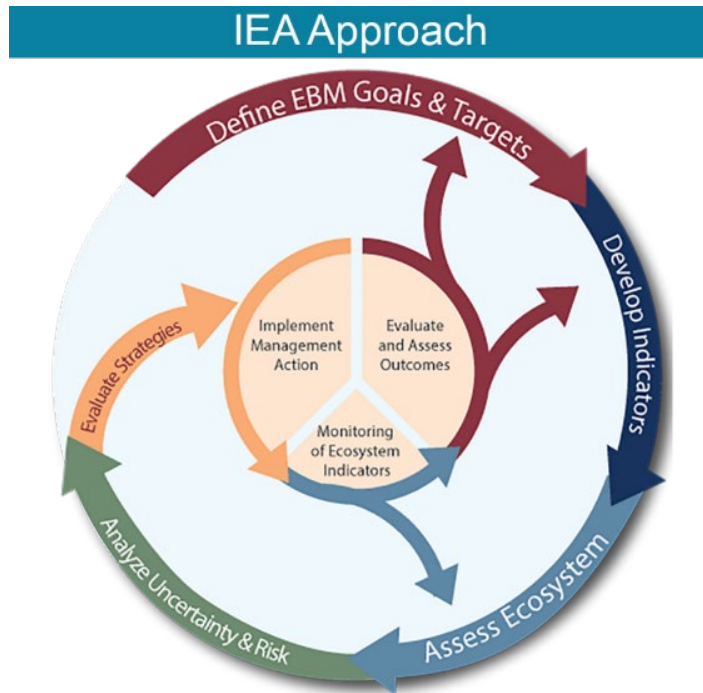 IEA Approach
Define EBM Goals & Targets
Develop Indicators
Assess Ecosystem
Analyze Uncertainty & Risk
Evaluate Strategies
Implement
Management
Action
Evaluate
and Assess
Outcomes
Monitoring
of Ecosystem
Indicators